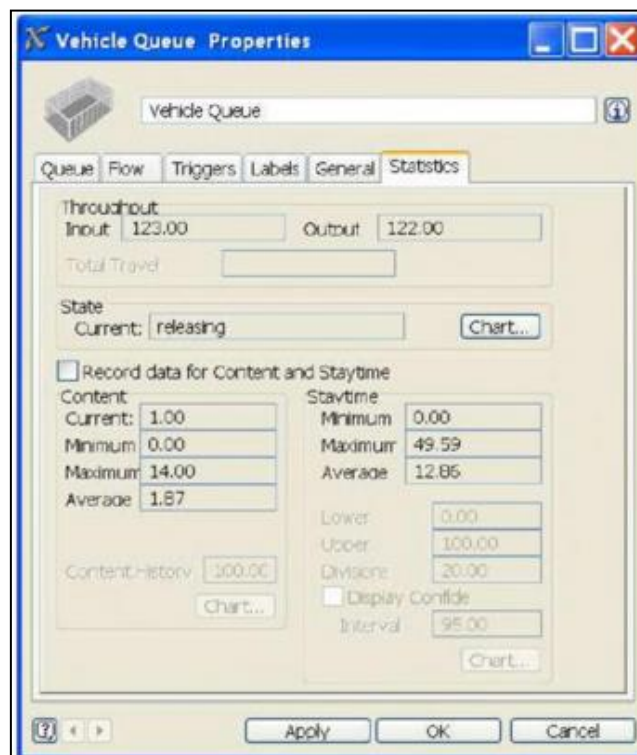 Vehicle Queue Properties
Vehicle Queue
Queue Flow Triggers Labels General Statistics
Throughput
Input 123.00 Output 122.00
Total Travel
State
Current: releasing Chart...
Record data for Content and Staytime
Content Staytime
Current: 1.00 Minimum 0.00
Minimum 0.00 Maximum 49.59
Maximum 14.00 Average 12.86
Average 1.87
Lower 0.00
Upper 100.00
Content History 100.00 Divisions 20.00
Chart... Display Confide
Interval 95.00
Chart...
Apply OK Cancel